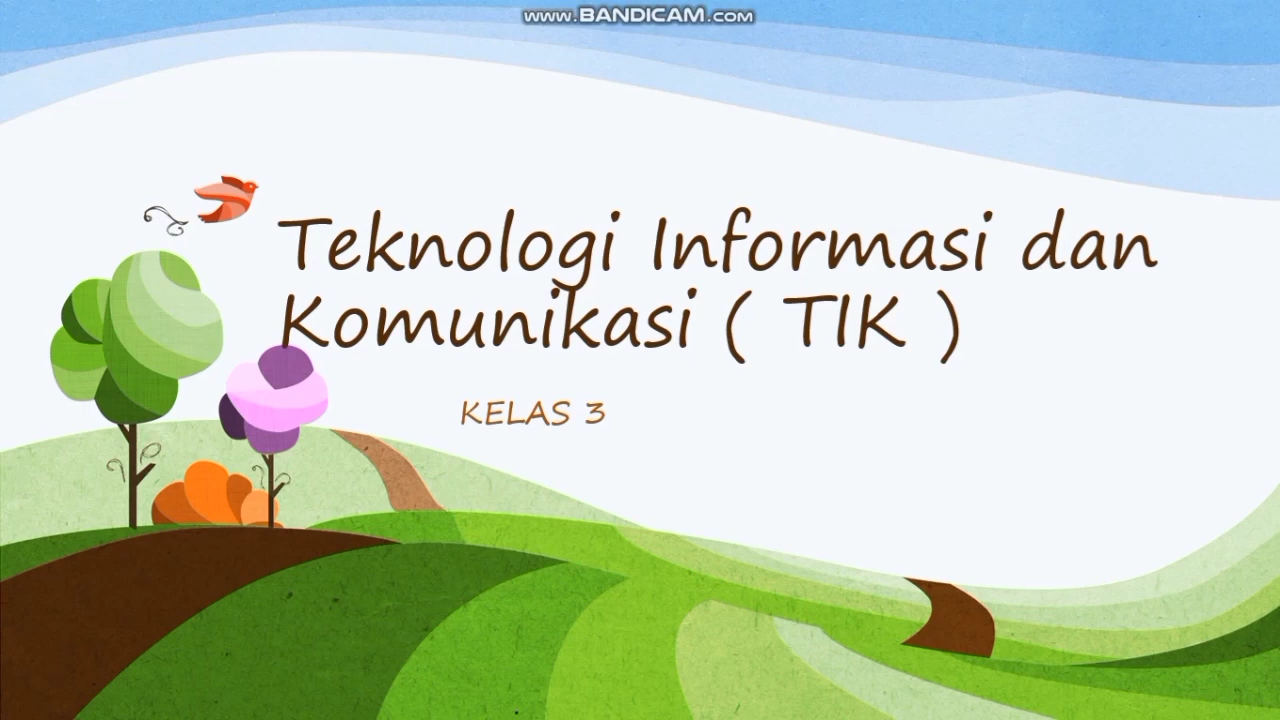 www.BANDICAM.com
Teknologi Informasi dan
Komunikasi ( TIK )
KELAS 3